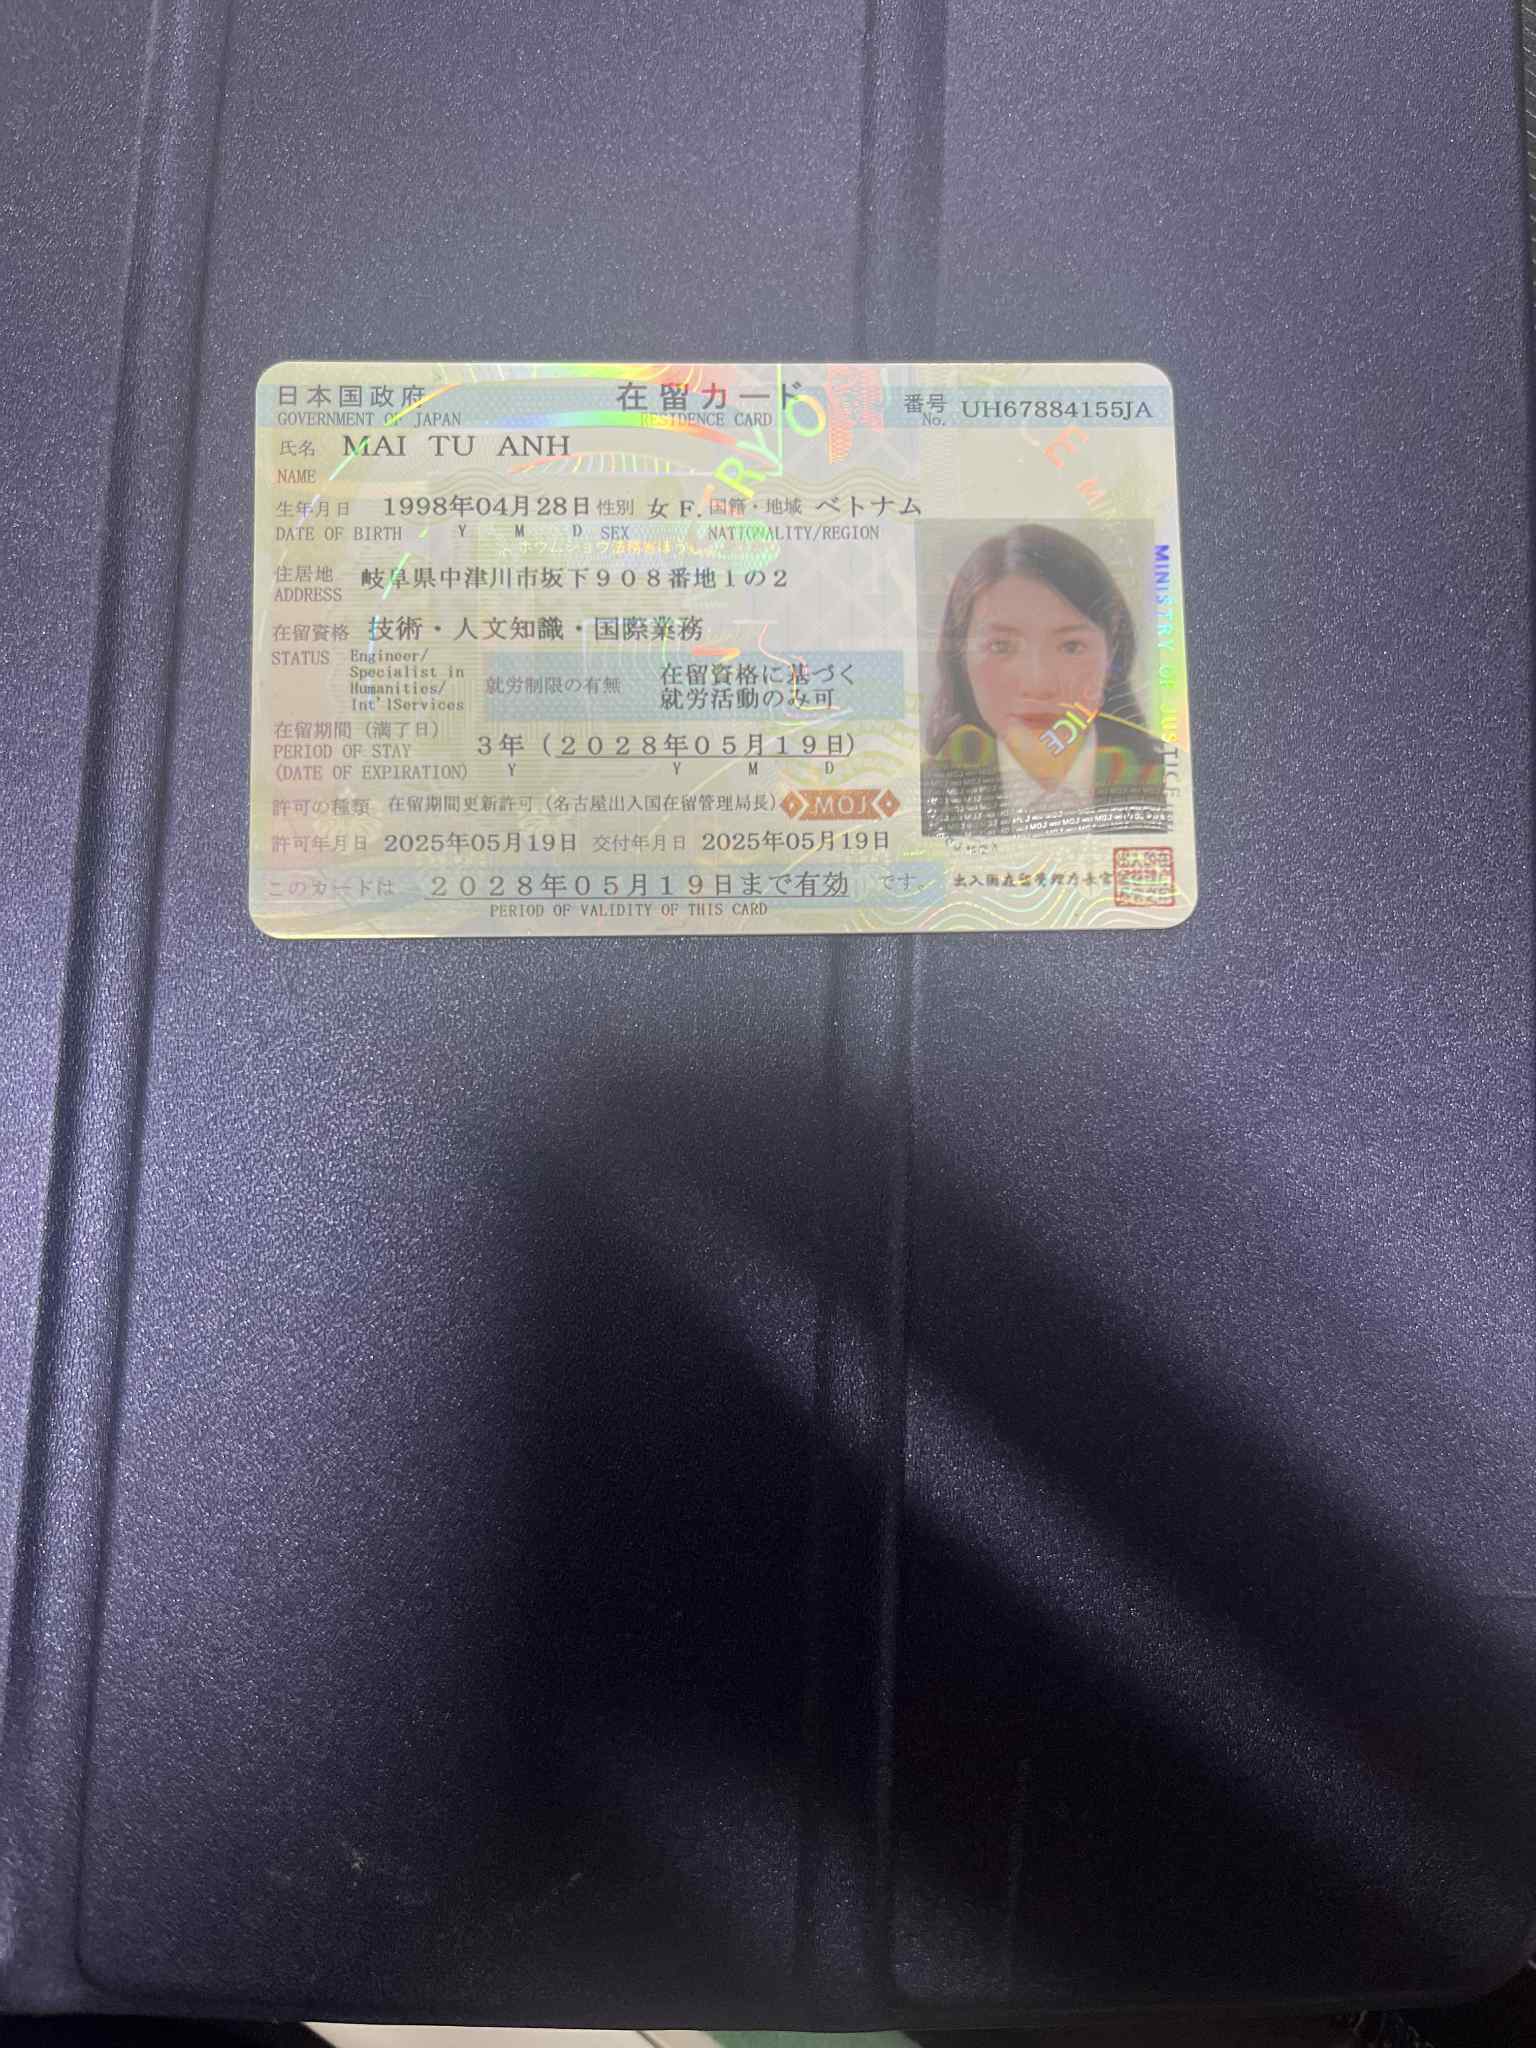 日本国政府 在留カード 番号 UH67884155JA
GOVERNMENT OF JAPAN RESIDENCE CARD No.
氏名 MAI TU ANH
NAME
生年月日 1998年04月28日 性別 女 F. 国籍・地域 ベトナム
DATE OF BIRTH Y M D SEX NATIONALITY/REGION
住居地 岐阜県中津川市坂下908番地1の2
ADDRESS
在留資格 技術・人文知識・国際業務
STATUS Engineer/
Specialist in
Humanities/
Int'lServices
就労制限の有無 在留資格に基づく
就労活動のみ可
在留期間(満了日)
PERIOD OF STAY
(DATE OF EXPIRATION)
3年(2028年05月19日)
Y Y M D
許可の種類 在留期間更新許可(名古屋出入国在留管理局長) MOJ
許可年月日 2025年05月19日 交付年月日 2025年05月19日
このカードは 2028年05月19日まで有効 です。
PERIOD OF VALIDITY OF THIS CARD
出入国在留管理庁長官
MINISTRY OF JUSTICE